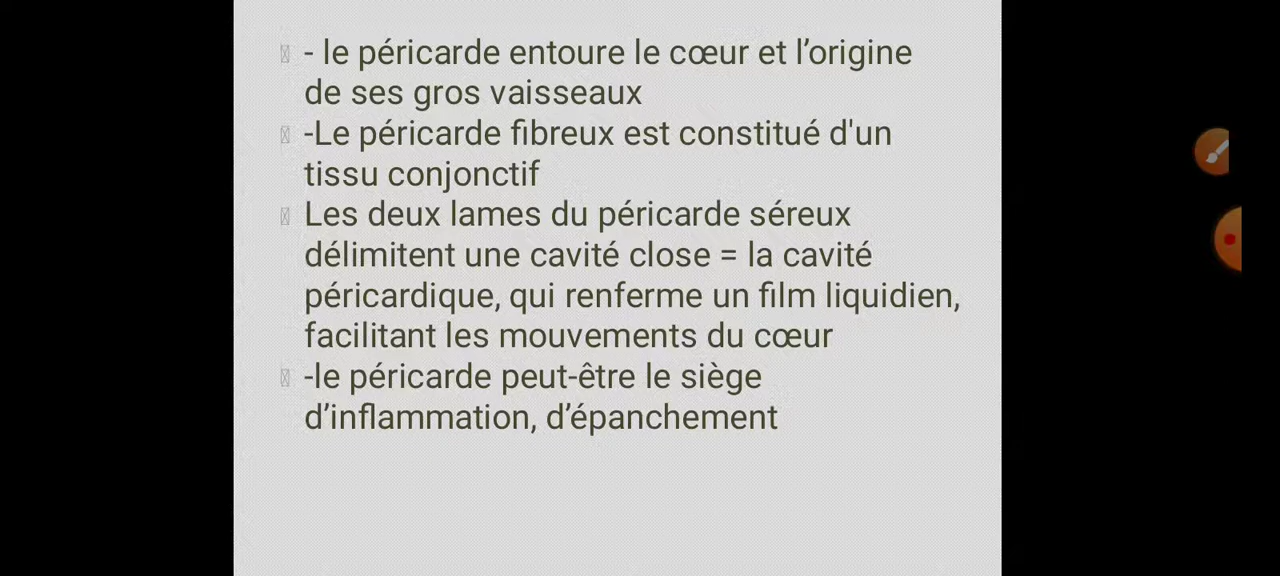 - le péricarde entoure le cœur et l’origine
de ses gros vaisseaux
-Le péricarde fibreux est constitué d'un
tissu conjonctif
Les deux lames du péricarde séreux
délimitent une cavité close = la cavité
péricardique, qui renferme un film liquidien,
facilitant les mouvements du cœur
-le péricarde peut-être le siège
d’inflammation, d’épanchement